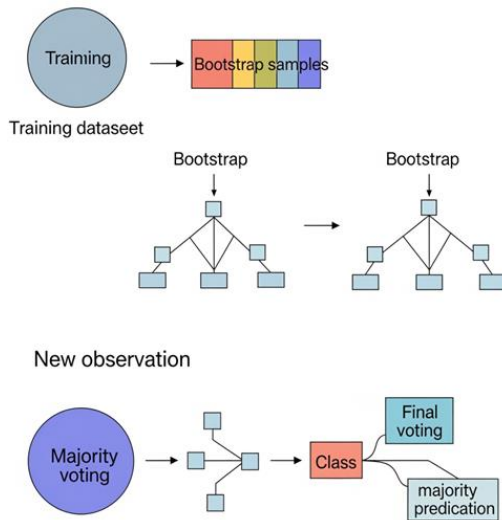 Training
Bootstrap samples
Training dataseet
Bootstrap
Bootstrap
New observation
Majority
voting
Class
Final
voting
majority
predication